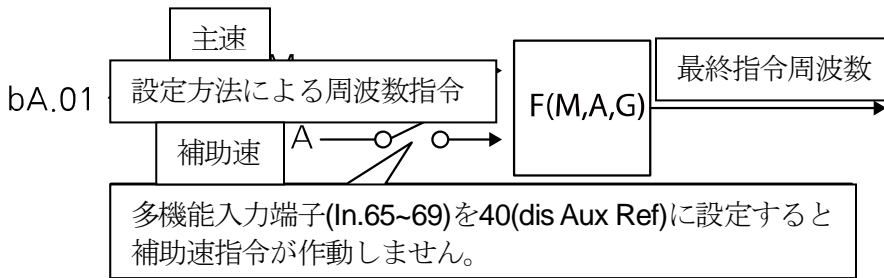 主速
M
bA.01
設定方法による周波数指令
補助速
A
F(M,A,G)
最終指令周波数
多機能入力端子(In.65~69)を40(dis Aux Ref)に設定すると
補助速指令が作動しません。